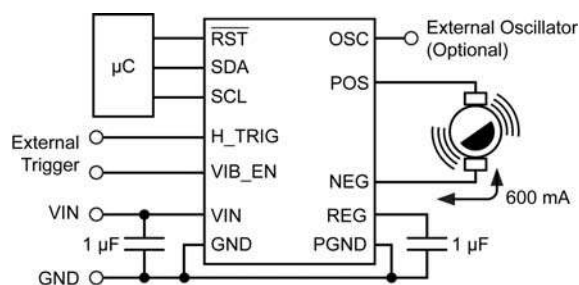 μC
RST
SDA
SCL
H_TRIG
VIB_EN
VIN
GND
OSC
POS
NEG
REG
PGND
External Oscillator
(Optional)
600 mA
External
Trigger
VIN
1 μF
GND
1 μF